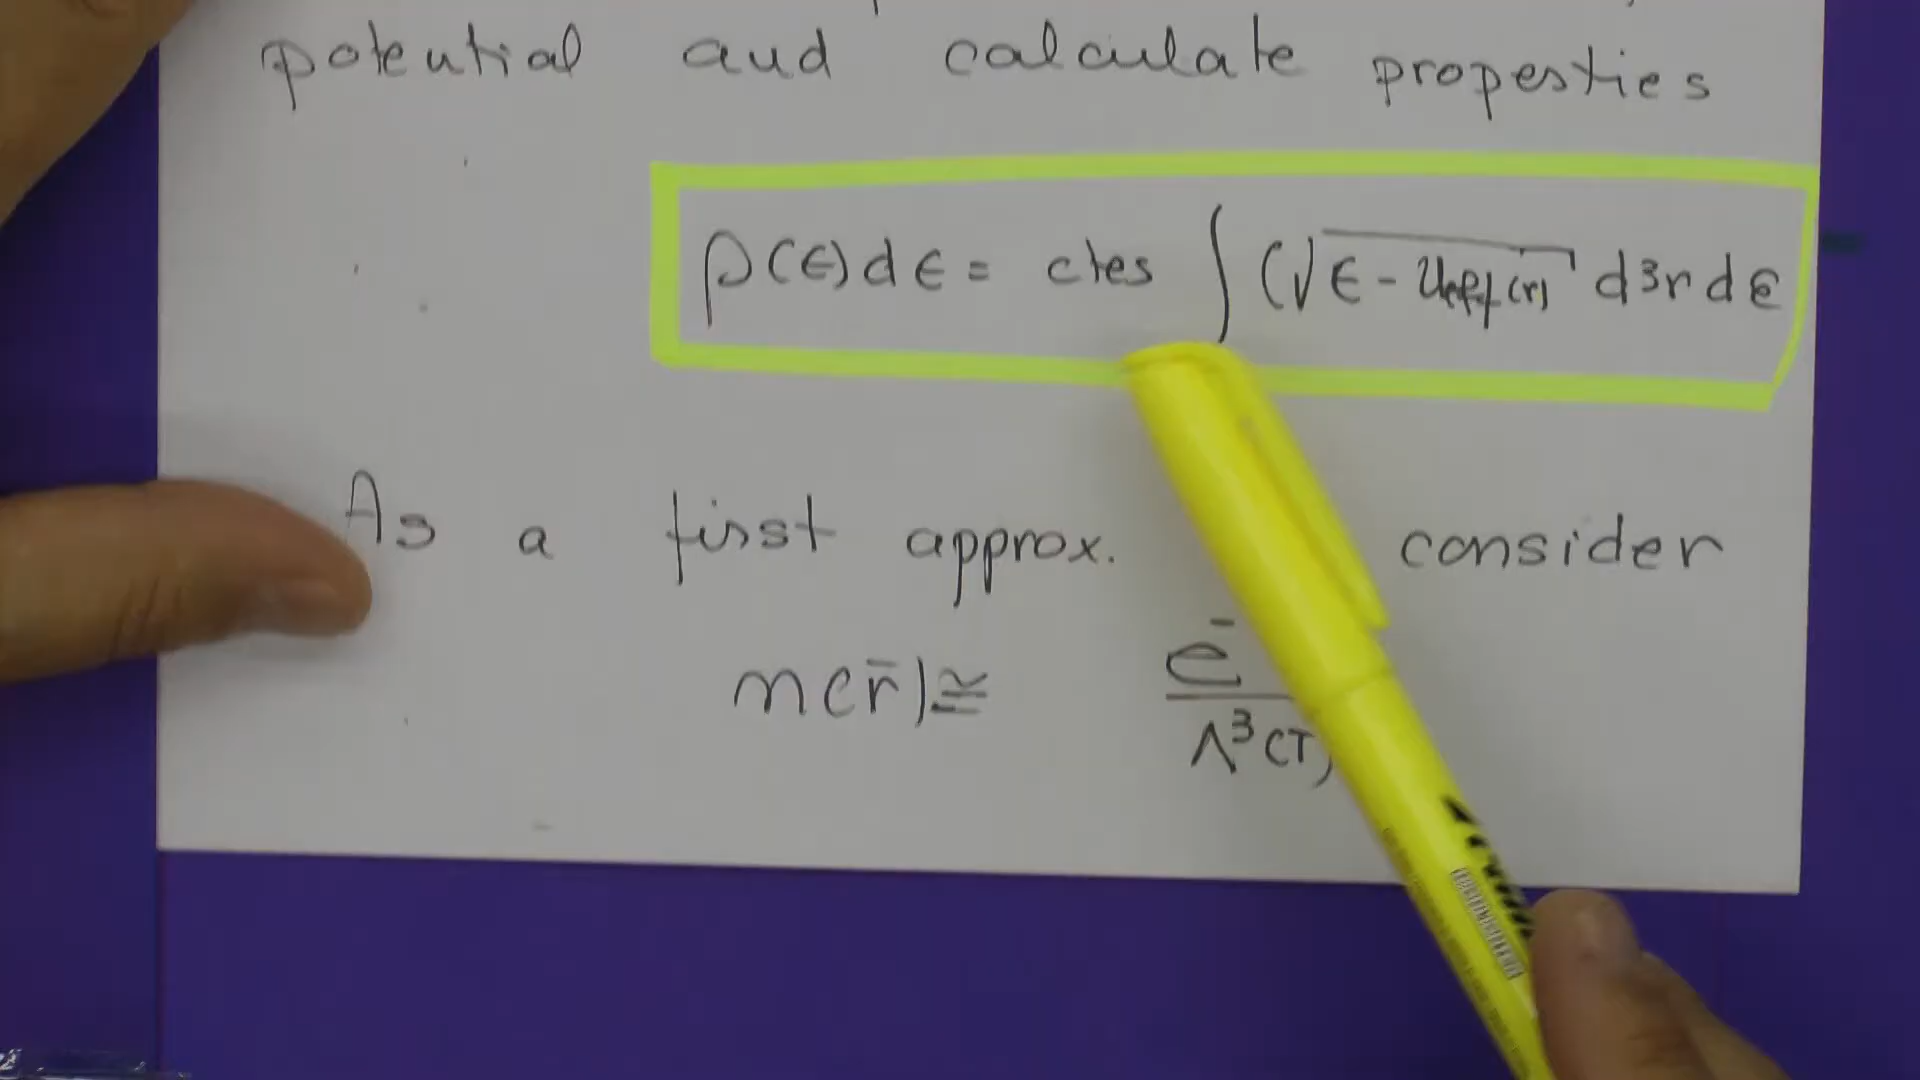 potential and calculate properties
ρ(ϵ)dϵ = ctes ∫ (√ϵ - Ueff(r) d3r dϵ
As a first approx. consider
n(r̄) ≅ e⁻ / Λ³(T)